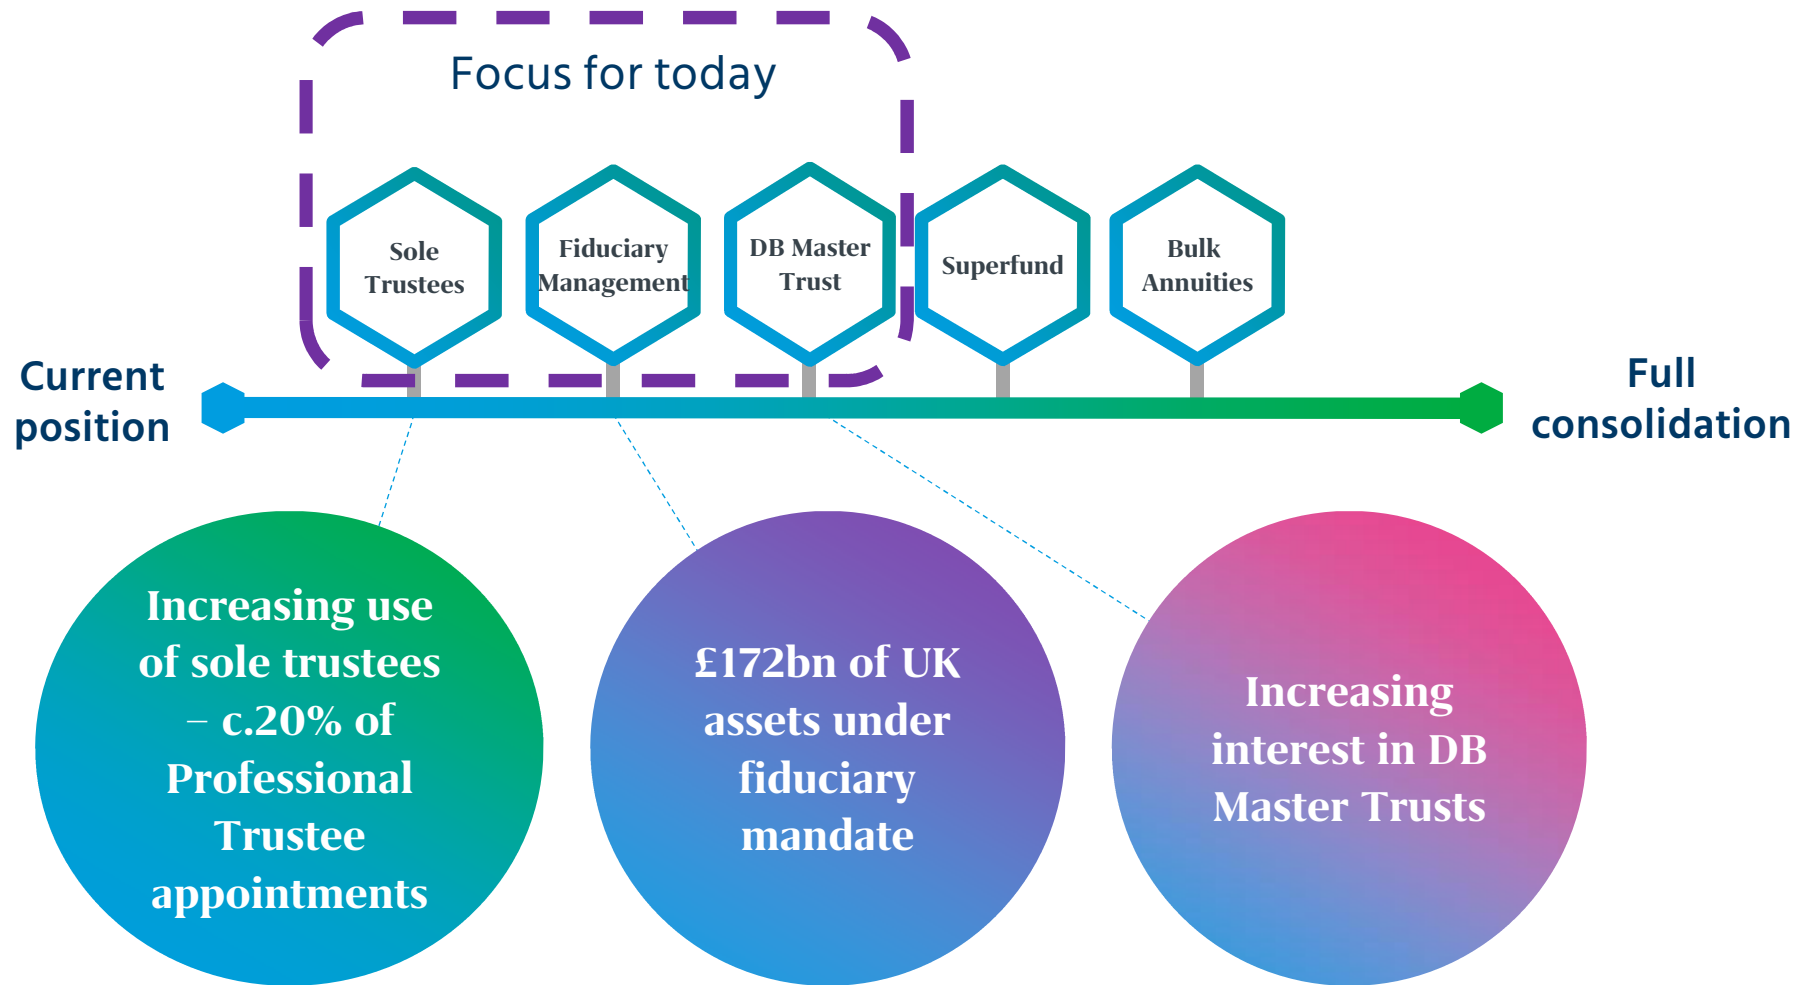 Focus for today
Sole
Trustees
Fiduciary
Management
DB Master
Trust
Superfund
Bulk
Annuities
Current
position
Full
consolidation
Increasing use
of sole trustees
– c.20% of
Professional
Trustee
appointments
£172bn of UK
assets under
fiduciary
mandate
Increasing
interest in DB
Master Trusts